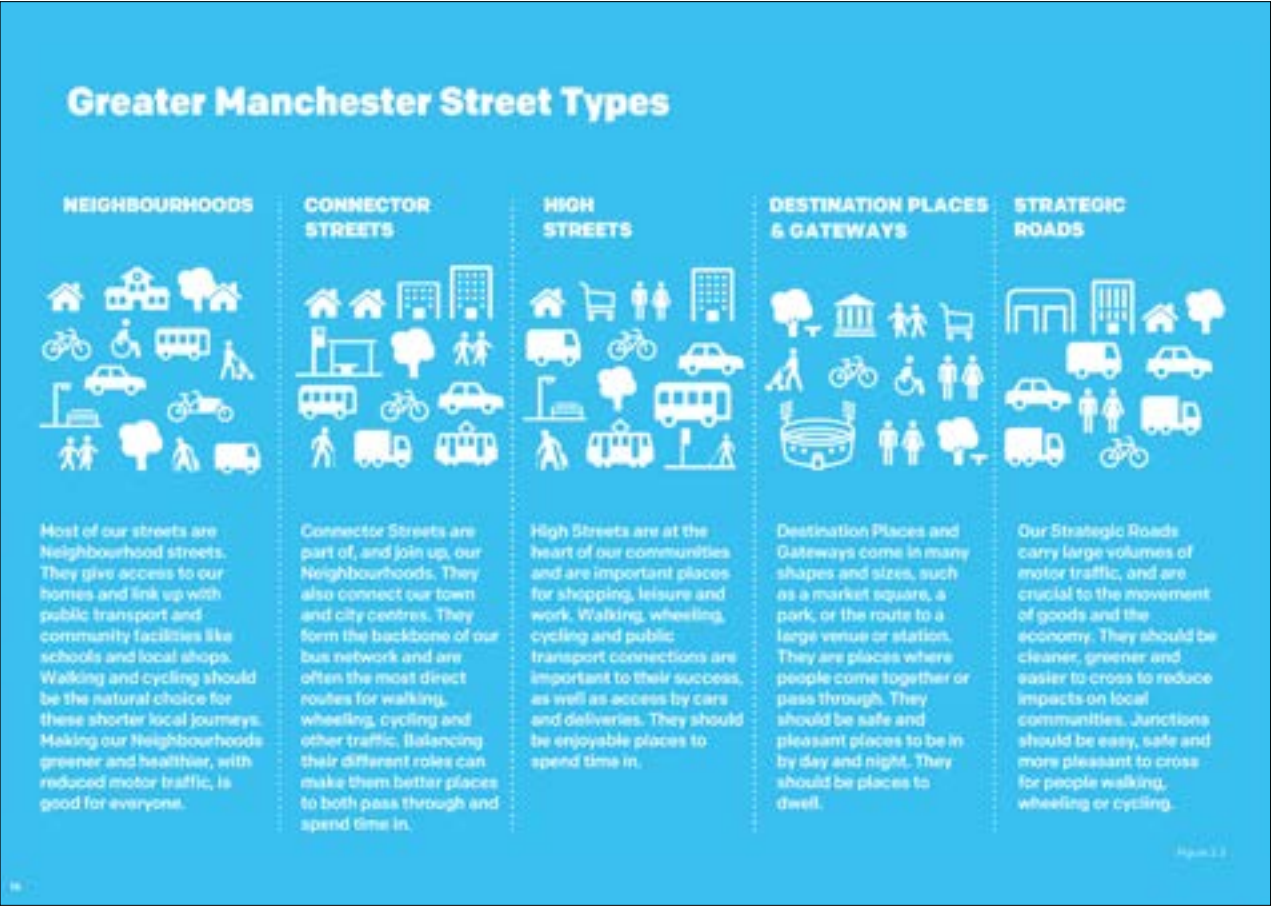 Greater Manchester Street Types
NEIGHBOURHOODS
Most of our streets are
Neighbourhood streets.
They give access to our
homes and link up with
public transport and
community facilities like
schools and local shops.
Walking and cycling should
be the natural choice for
these shorter local journeys.
Making our Neighbourhoods
greener and healthier, with
reduced motor traffic, is
good for everyone.
CONNECTOR
STREETS
Connector Streets are
part of, and join up, our
Neighbourhoods. They
also connect our town
and city centres. They
form the backbone of our
bus network and are
often the most direct
routes for walking,
wheeling, cycling and
other traffic. Balancing
their different roles can
make them better places
to both pass through and
spend time in.
HIGH
STREETS
High Streets are at the
heart of our communities
and are important places
for shopping, leisure and
work. Walking, wheeling,
cycling and public
transport connections are
important to their success,
as well as access by cars
and deliveries. They should
be enjoyable places to
spend time in.
DESTINATION PLACES
& GATEWAYS
Destination Places and
Gateways come in many
shapes and sizes, such
as a market square, a
park, or the route to a
large venue or station.
They are places where
people come together or
pass through. They
should be safe and
pleasant places to be in
by day and night. They
should be places to
dwell.
STRATEGIC
ROADS
Our Strategic Roads
carry large volumes of
motor traffic, and are
crucial to the movement
of goods and the
economy. They should be
cleaner, greener and
easier to cross to reduce
impacts on local
communities. Junctions
should be easy, safe and
more pleasant to cross
for people walking,
wheeling or cycling.
Figure